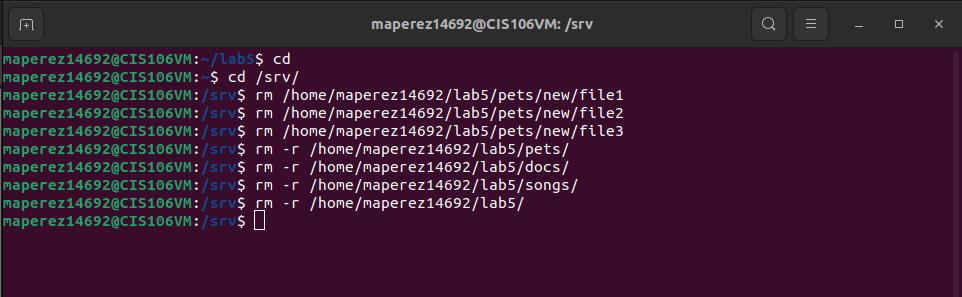 maperez14692@CIS106VM: /srv
maperez14692@CIS106VM:~/lab5$ cd
maperez14692@CIS106VM:~$ cd /srv/
maperez14692@CIS106VM:/srv$ rm /home/maperez14692/lab5/pets/new/file1
maperez14692@CIS106VM:/srv$ rm /home/maperez14692/lab5/pets/new/file2
maperez14692@CIS106VM:/srv$ rm /home/maperez14692/lab5/pets/new/file3
maperez14692@CIS106VM:/srv$ rm -r /home/maperez14692/lab5/pets/
maperez14692@CIS106VM:/srv$ rm -r /home/maperez14692/lab5/docs/
maperez14692@CIS106VM:/srv$ rm -r /home/maperez14692/lab5/songs/
maperez14692@CIS106VM:/srv$ rm -r /home/maperez14692/lab5/
maperez14692@CIS106VM:/srv$